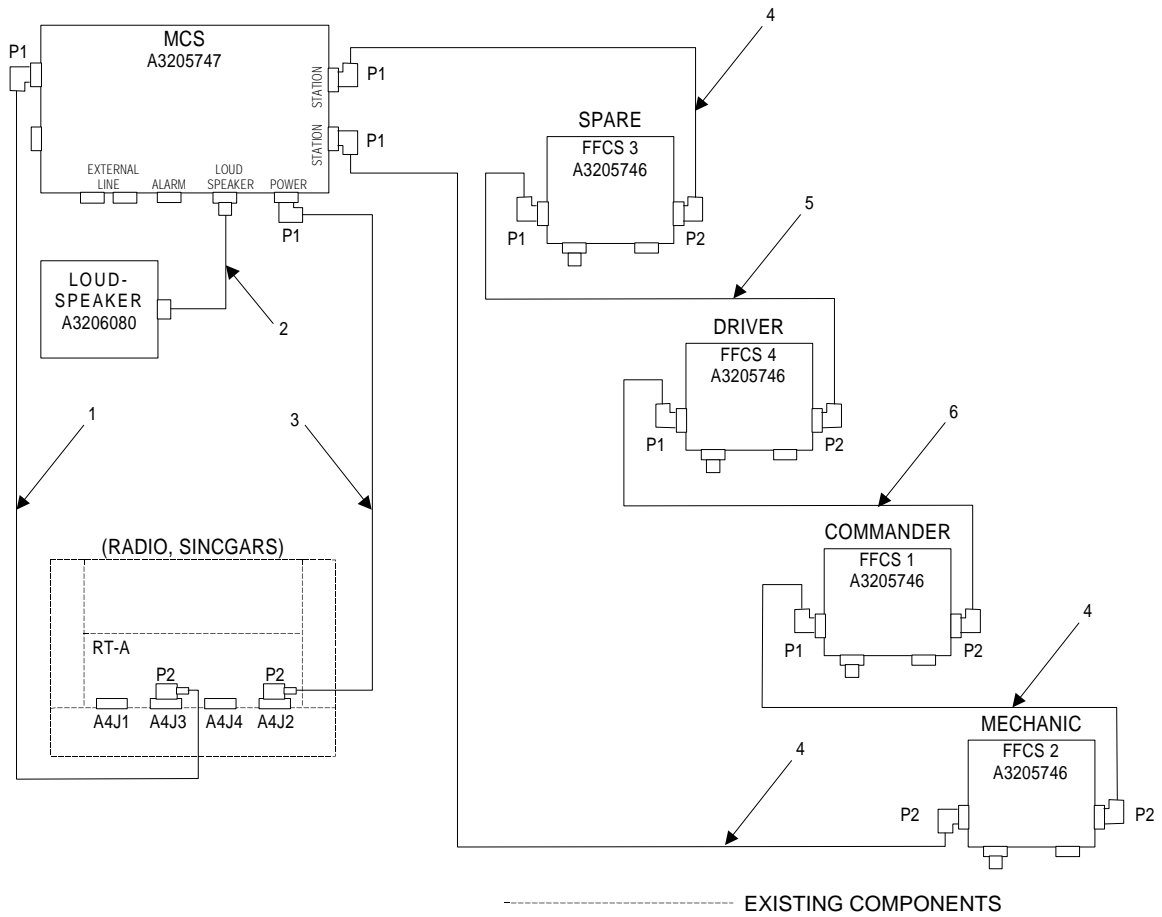 4
MCS
A3205747
P1
STATION
P1
STATION
P1
EXTERNAL
LINE
ALARM
LOUD
SPEAKER
POWER
P1
SPARE
FFCS 3
A3205746
P1
P2
5
LOUD-
SPEAKER
A3206080
2
DRIVER
FFCS 4
A3205746
P1
P2
1
3
6
(RADIO, SINCGARS)
RT-A
P2
P2
A4J1
A4J3
A4J4
A4J2
COMMANDER
FFCS 1
A3205746
P1
P2
4
MECHANIC
FFCS 2
A3205746
4
P2
P2
EXISTING COMPONENTS